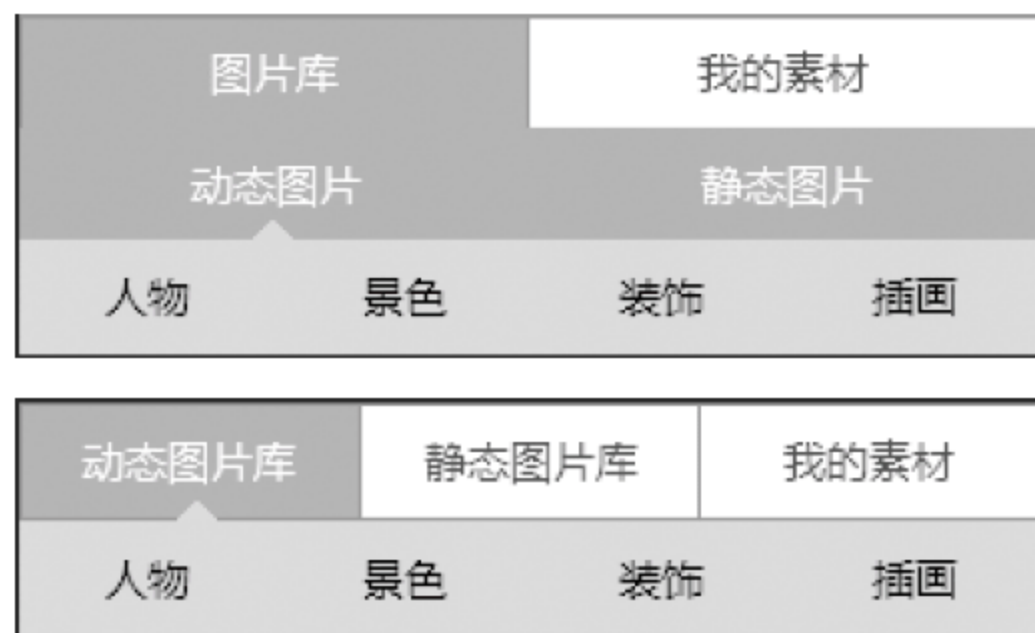 图片库 我的素材
动态图片 静态图片
人物 景色 装饰 插画
动态图片库 静态图片库 我的素材
人物 景色 装饰 插画